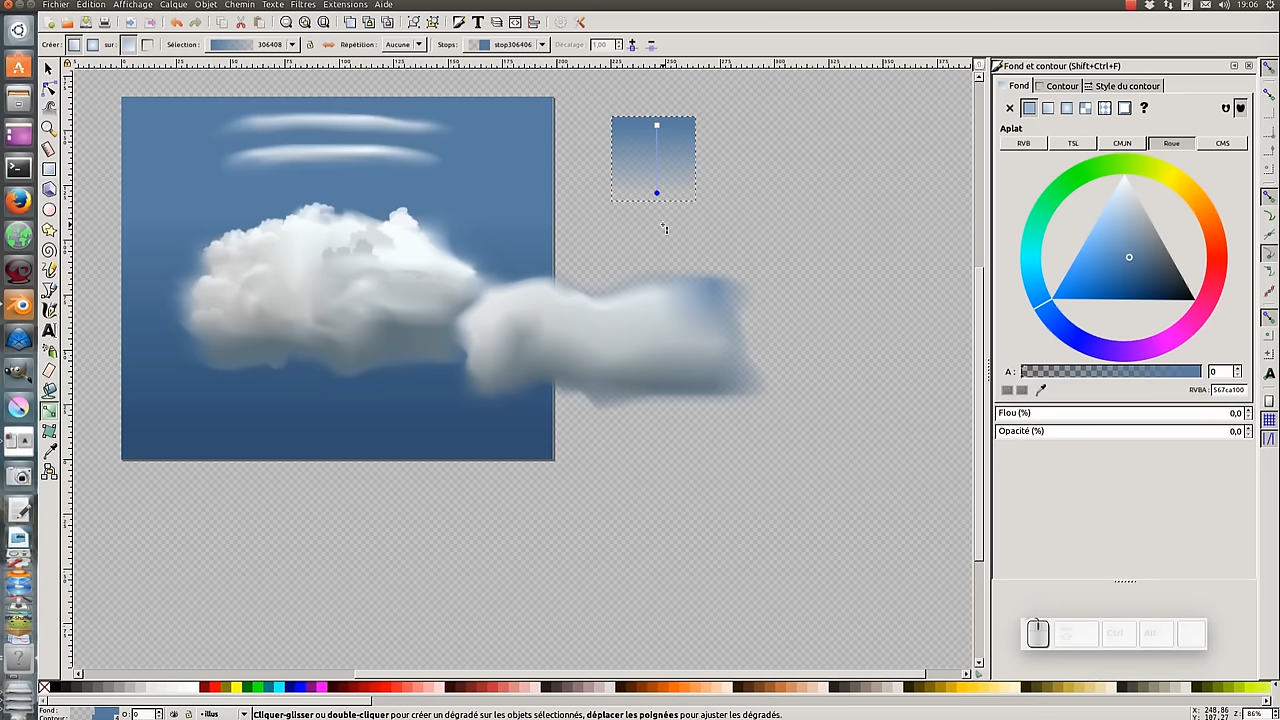 Fichier Édition Affichage Calque Objet Chemin Texte Filtres Extensions Aide
Fr 19:06
Créer: sur: Sélection: 306408 Répétition: Aucune Stops: stop306406 Décalage: 1,00
Fond et contour (Shift+Ctrl+F)
Fond Contour Style du contour
Aplat
RVB TSL CMJN Roue CMS
A : 0
RVBA: 567ca100
Flou (%) 0,0
Opacité (%) 0,0
Ctrl Alt
Fond :
Contour: O: 0 illus Cliquer-glisser ou double-cliquer pour créer un dégradé sur les objets sélectionnés, déplacer les poignées pour ajuster les dégradés.
X: 248,86
Y: 107,27
Z: 86%